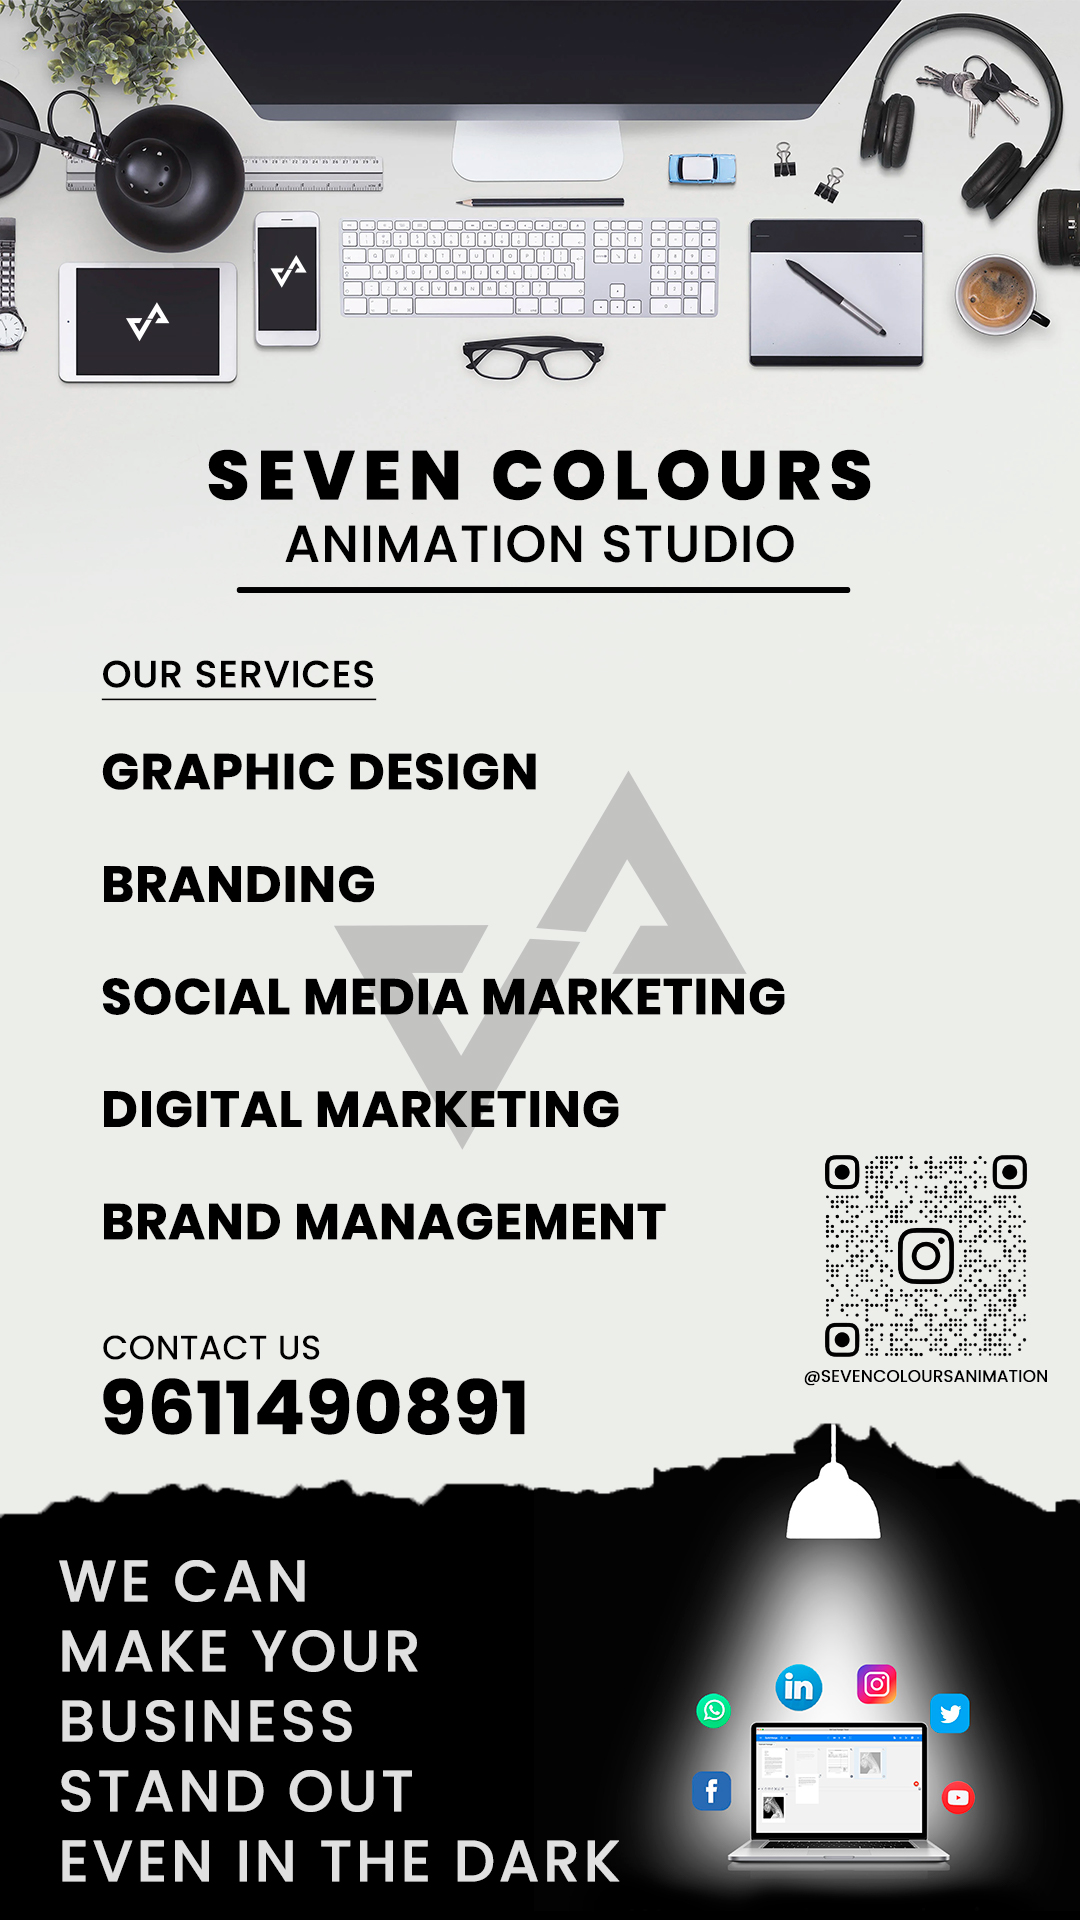 SEVEN COLOURS
ANIMATION STUDIO
OUR SERVICES
GRAPHIC DESIGN
BRANDING
SOCIAL MEDIA MARKETING
DIGITAL MARKETING
BRAND MANAGEMENT
@SEVENCOLOURSANIMATION
CONTACT US
9611490891
WE CAN
MAKE YOUR
BUSINESS
STAND OUT
EVEN IN THE DARK